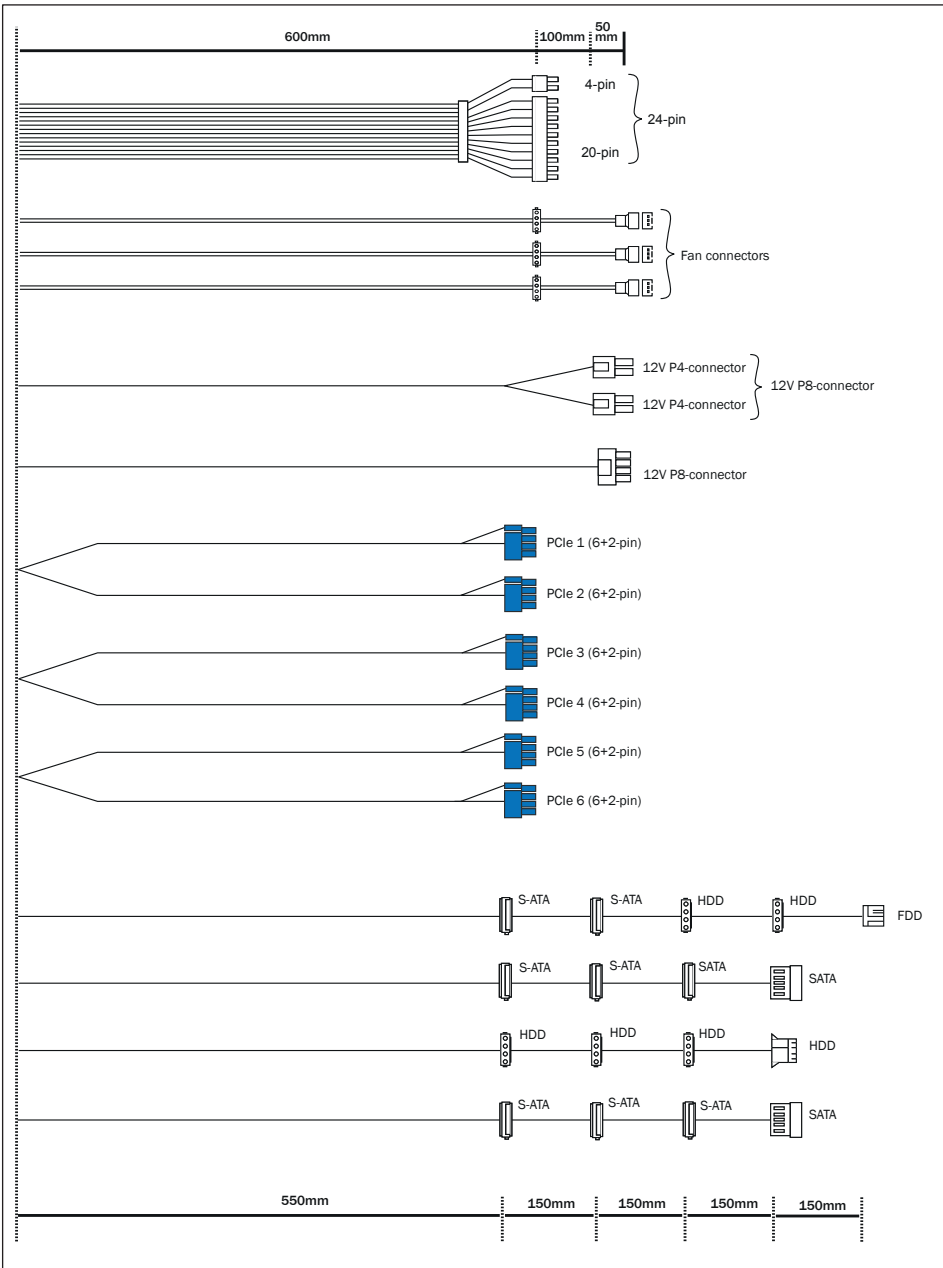 600mm
100mm
50
mm
4-pin
24-pin
20-pin
Fan connectors
12V P4-connector
12V P8-connector
12V P4-connector
12V P8-connector
PCIe 1 (6+2-pin)
PCIe 2 (6+2-pin)
PCIe 3 (6+2-pin)
PCIe 4 (6+2-pin)
PCIe 5 (6+2-pin)
PCIe 6 (6+2-pin)
S-ATA
S-ATA
HDD
HDD
FDD
S-ATA
S-ATA
SATA
SATA
HDD
HDD
HDD
HDD
S-ATA
S-ATA
S-ATA
SATA
550mm
150mm
150mm
150mm
150mm